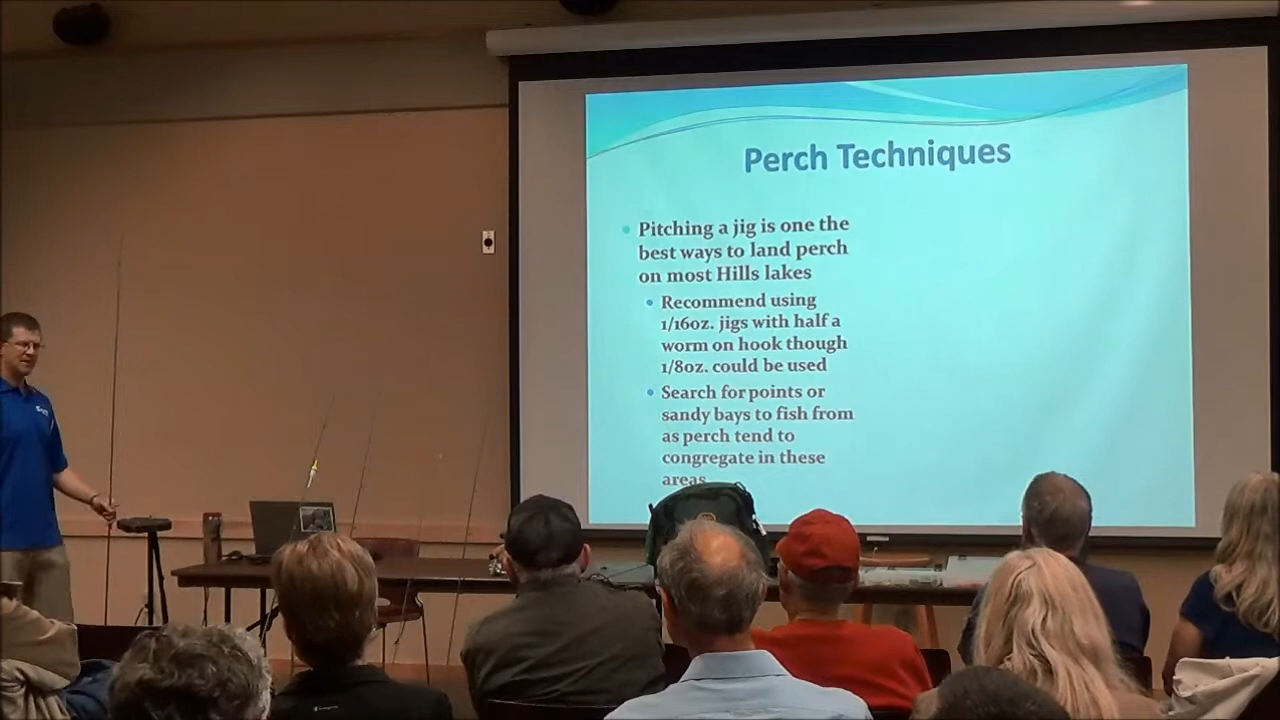 Perch Techniques
Pitching a jig is one the
best ways to land perch
on most Hills lakes
Recommend using
1/16oz. jigs with half a
worm on hook though
1/8oz. could be used
Search for points or
sandy bays to fish from
as perch tend to
congregate in these
areas